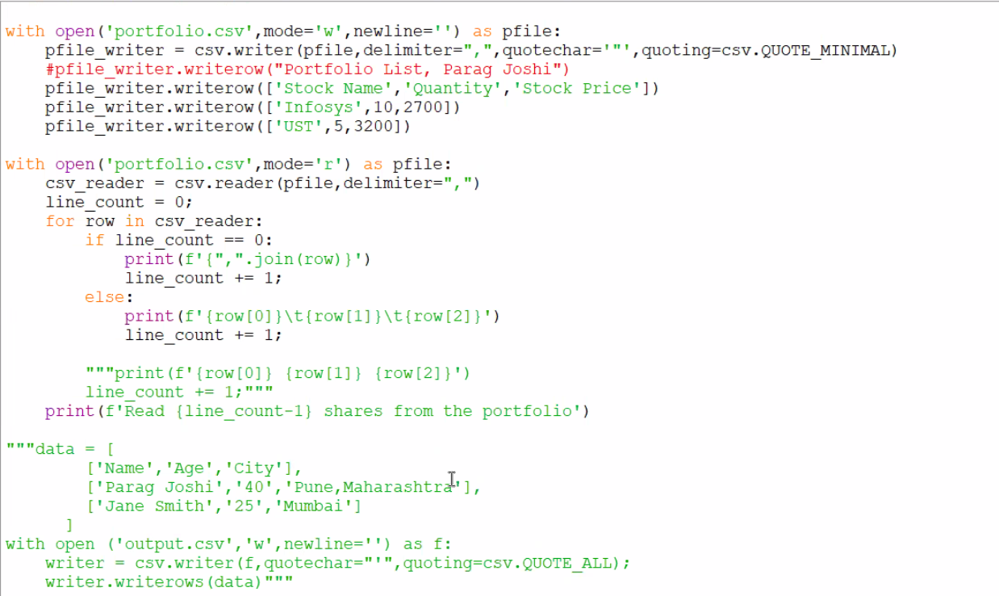 with open('portfolio.csv',mode='w',newline='') as pfile:
    pfile_writer = csv.writer(pfile,delimiter=",",quotechar='"',quoting=csv.QUOTE_MINIMAL)
    #pfile_writer.writerow("Portfolio List, Parag Joshi")
    pfile_writer.writerow(['Stock Name','Quantity','Stock Price'])
    pfile_writer.writerow(['Infosys',10,2700])
    pfile_writer.writerow(['UST',5,3200])
with open('portfolio.csv',mode='r') as pfile:
    csv_reader = csv.reader(pfile,delimiter=",")
    line_count = 0;
    for row in csv_reader:
        if line_count == 0:
            print(f'{",".join(row)}')
            line_count += 1;
        else:
            print(f'{row[0]}\t{row[1]}\t{row[2]}')
            line_count += 1;
        """print(f'{row[0]} {row[1]} {row[2]}')
        line_count += 1;"""
    print(f'Read {line_count-1} shares from the portfolio')
"""data = [
        ['Name','Age','City'],
        ['Parag Joshi','40','Pune,Maharashtra'],
        ['Jane Smith','25','Mumbai']
      ]
with open ('output.csv','w',newline='') as f:
    writer = csv.writer(f,quotechar="'",quoting=csv.QUOTE_ALL);
    writer.writerows(data)"""